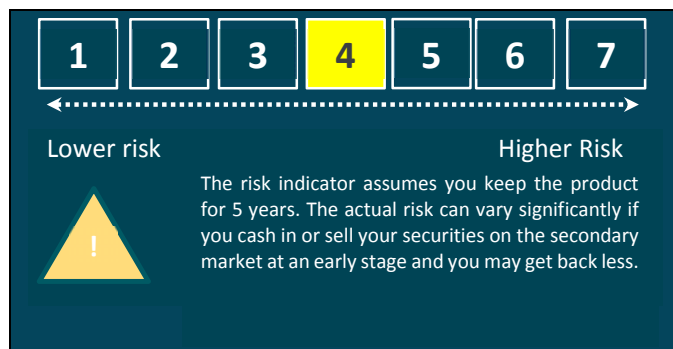 1 2 3 4 5 6 7
Lower risk Higher Risk
The risk indicator assumes you keep the product
for 5 years. The actual risk can vary significantly if
you cash in or sell your securities on the secondary
market at an early stage and you may get back less.
!